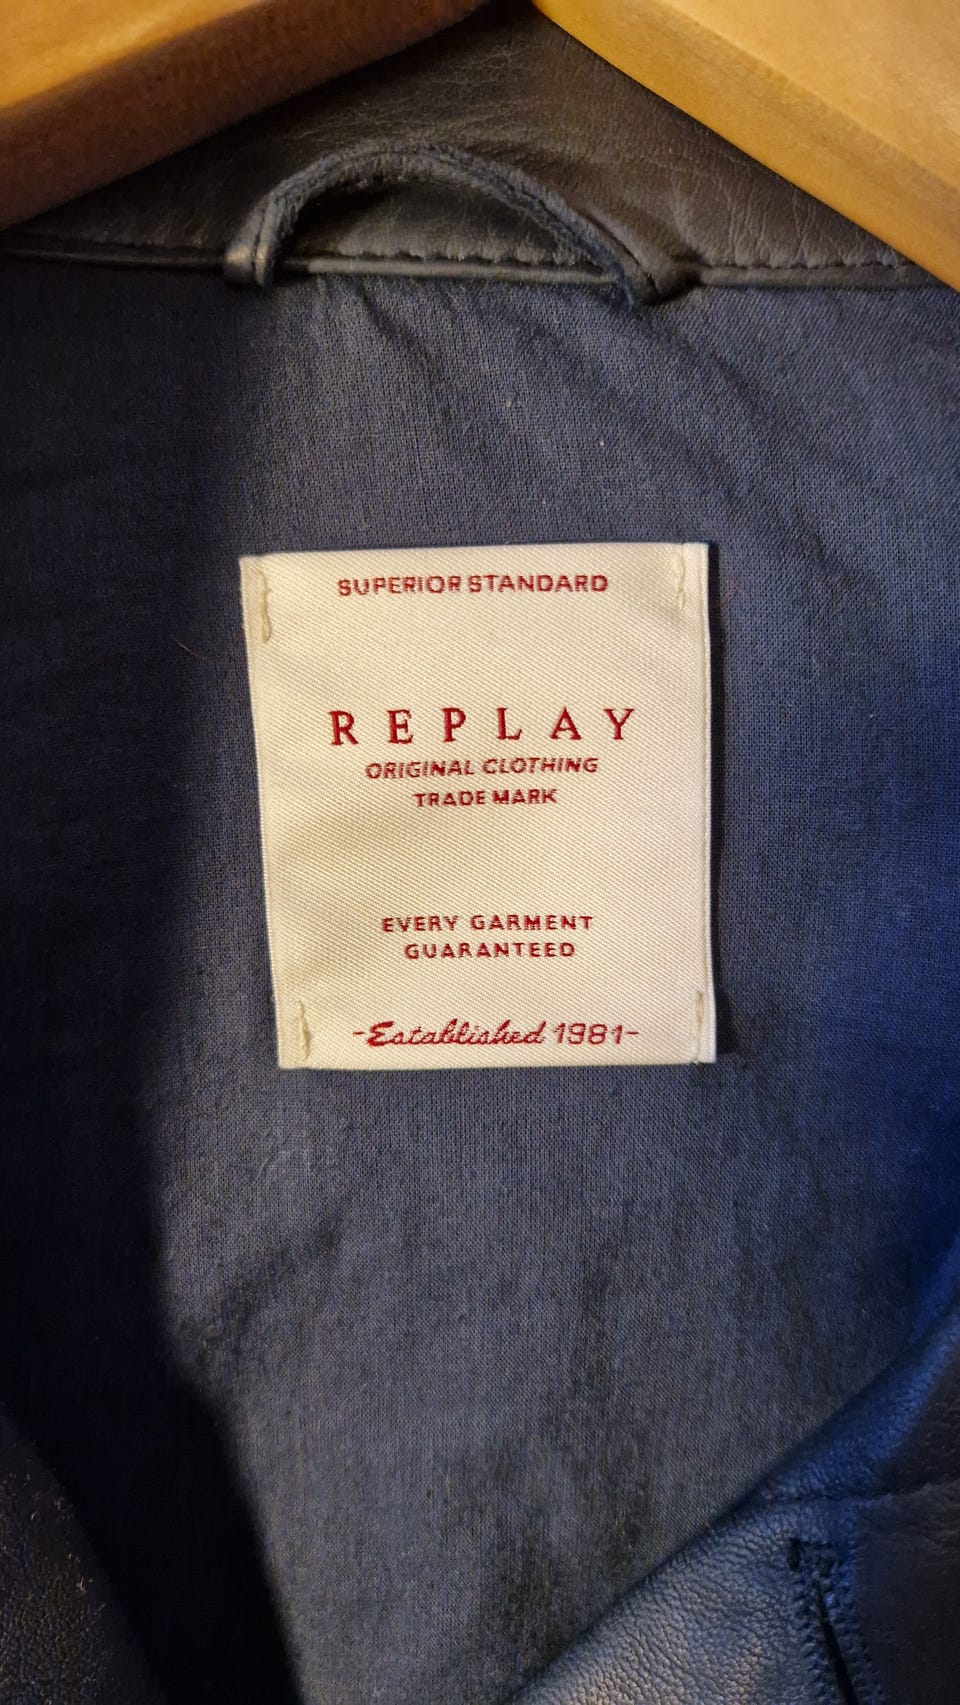 SUPERIOR STANDARD
REPLAY
ORIGINAL CLOTHING
TRADE MARK
EVERY GARMENT
GUARANTEED
-Established 1981-